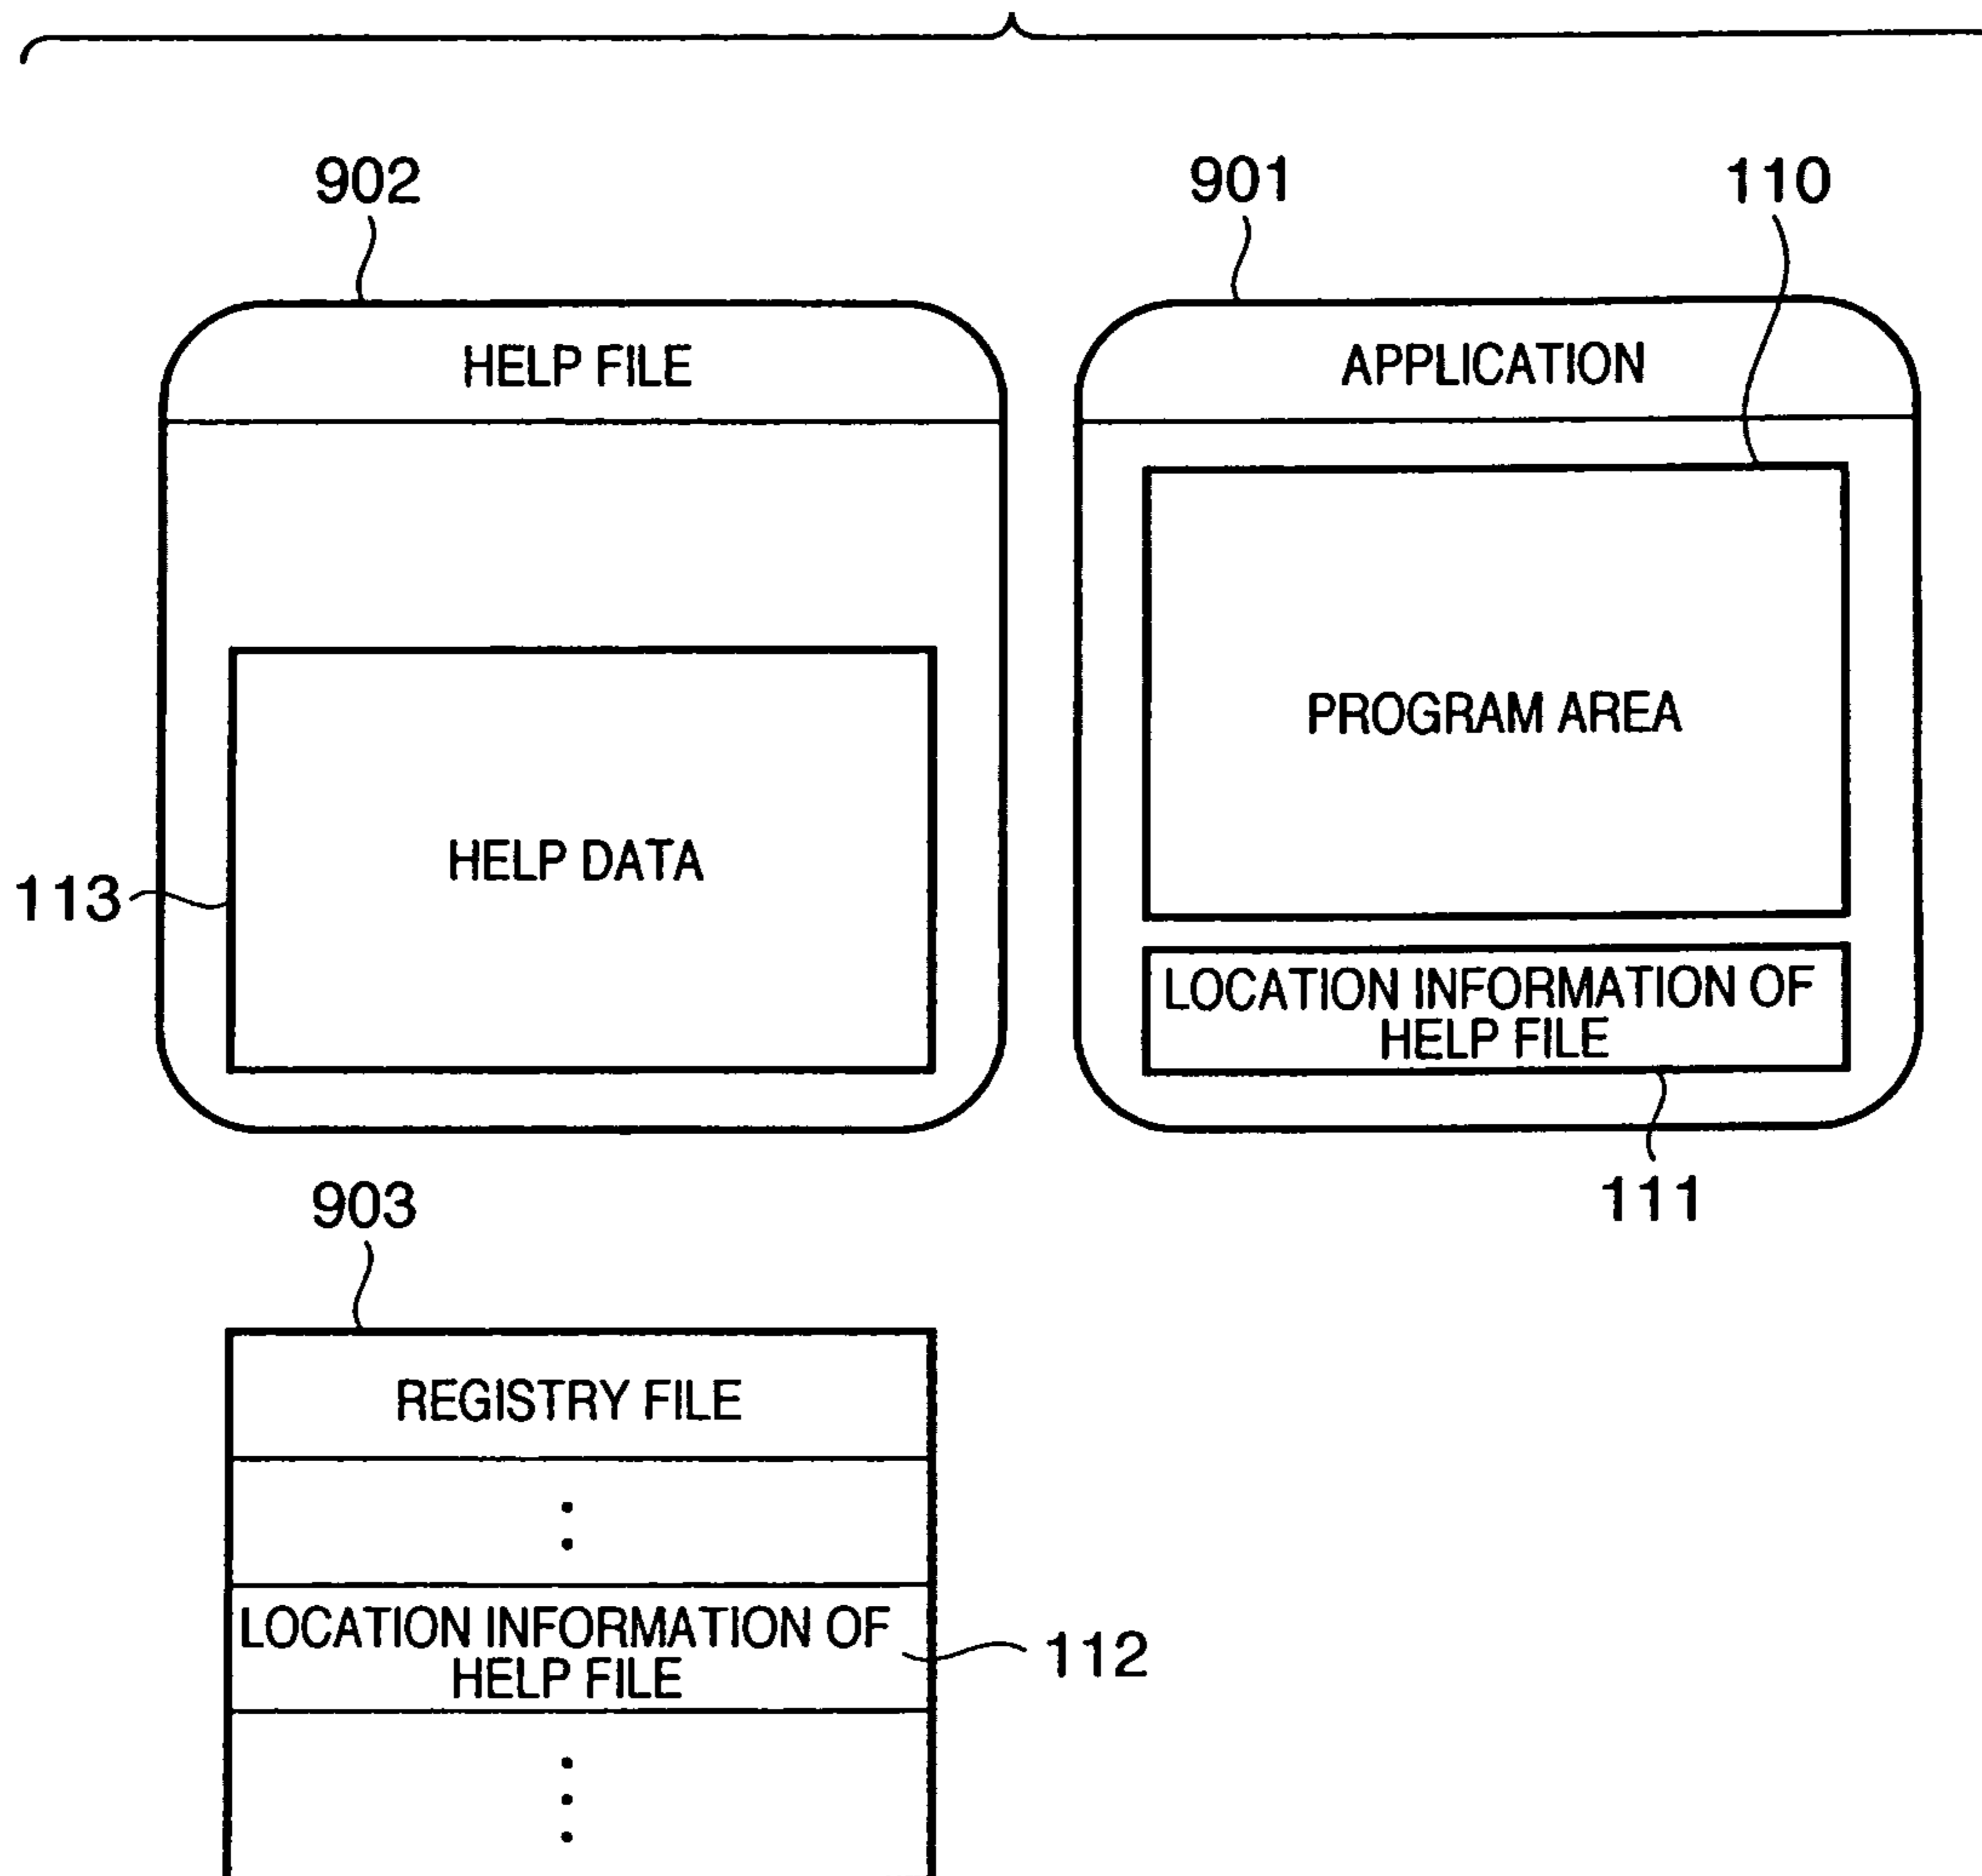 902
901
110
HELP FILE
APPLICATION
PROGRAM AREA
HELP DATA
113
LOCATION INFORMATION OF
HELP FILE
111
903
REGISTRY FILE
LOCATION INFORMATION OF
HELP FILE
112